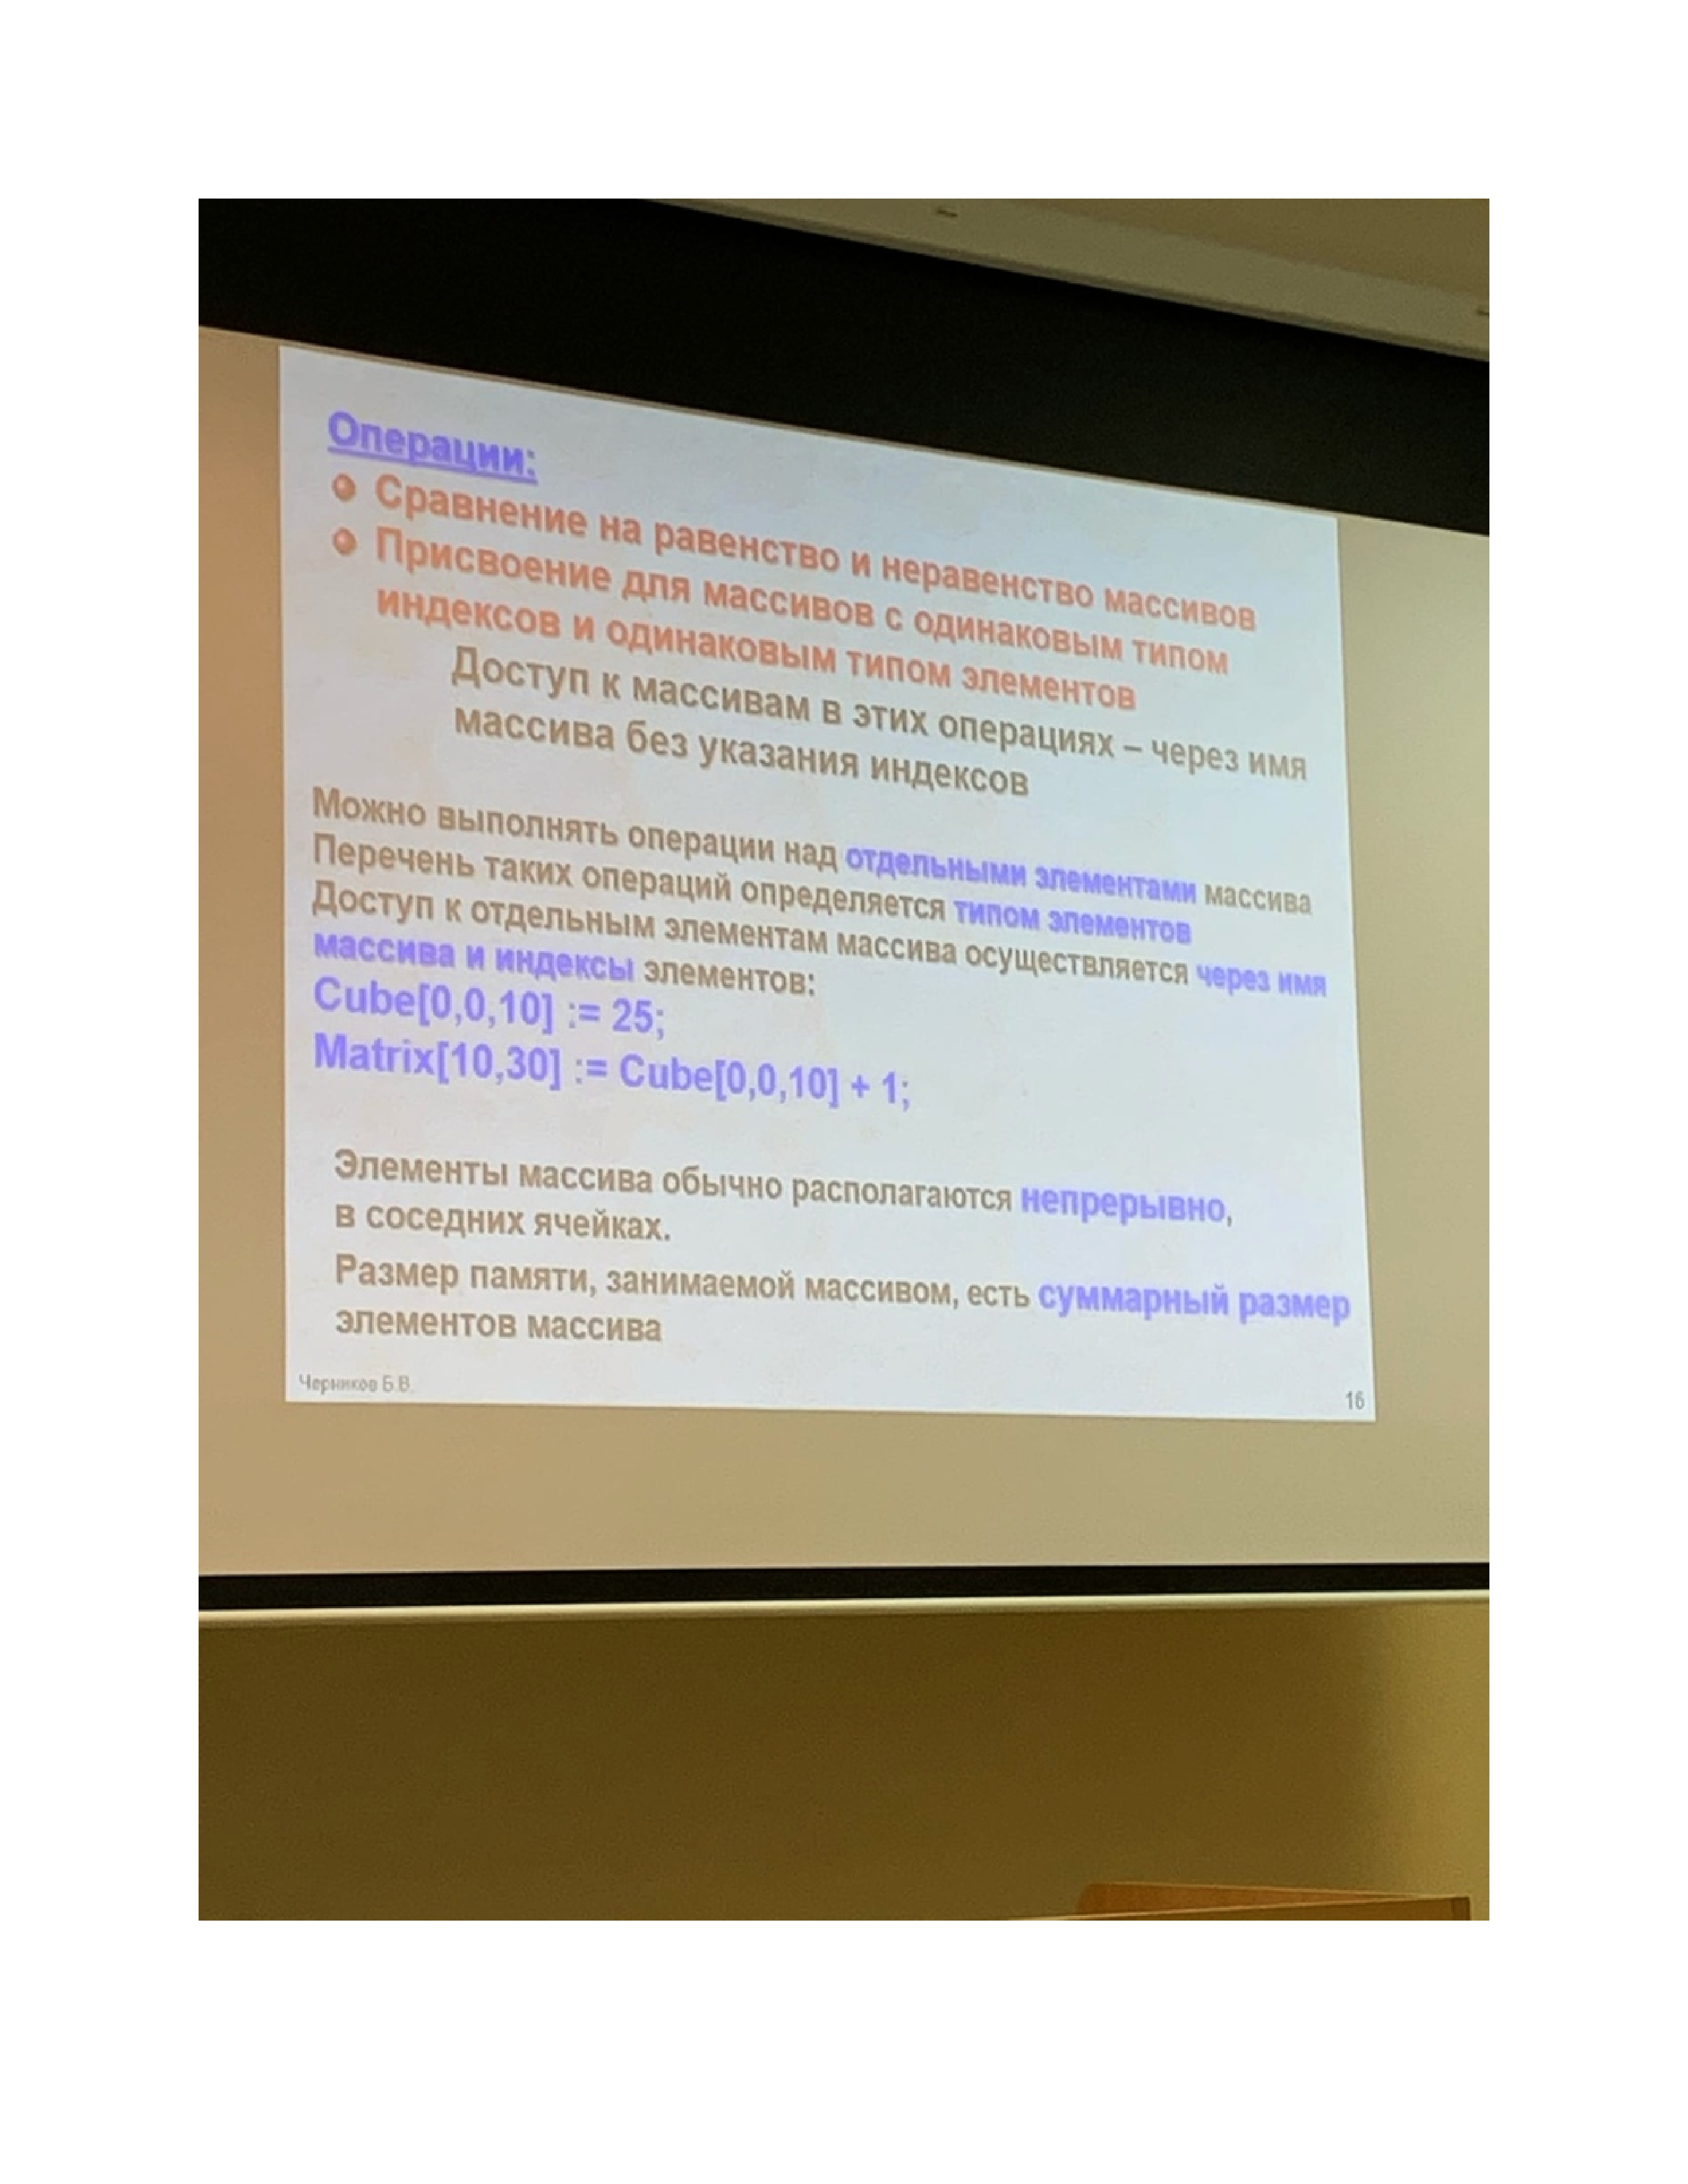 Операции:
Сравнение на равенство и неравенство массивов
Присвоение для массивов с одинаковым типом
индексов и одинаковым типом элементов
Доступ к массивам в этих операциях – через имя
массива без указания индексов
Можно выполнять операции над отдельными элементами массива
Перечень таких операций определяется типом элементов
Доступ к отдельным элементам массива осуществляется через имя
массива и индексы элементов:
Cube[0,0,10] := 25;
Matrix[10,30] := Cube[0,0,10] + 1;
Элементы массива обычно располагаются непрерывно,
в соседних ячейках.
Размер памяти, занимаемой массивом, есть суммарный размер
элементов массива
Черников Б.В.
16